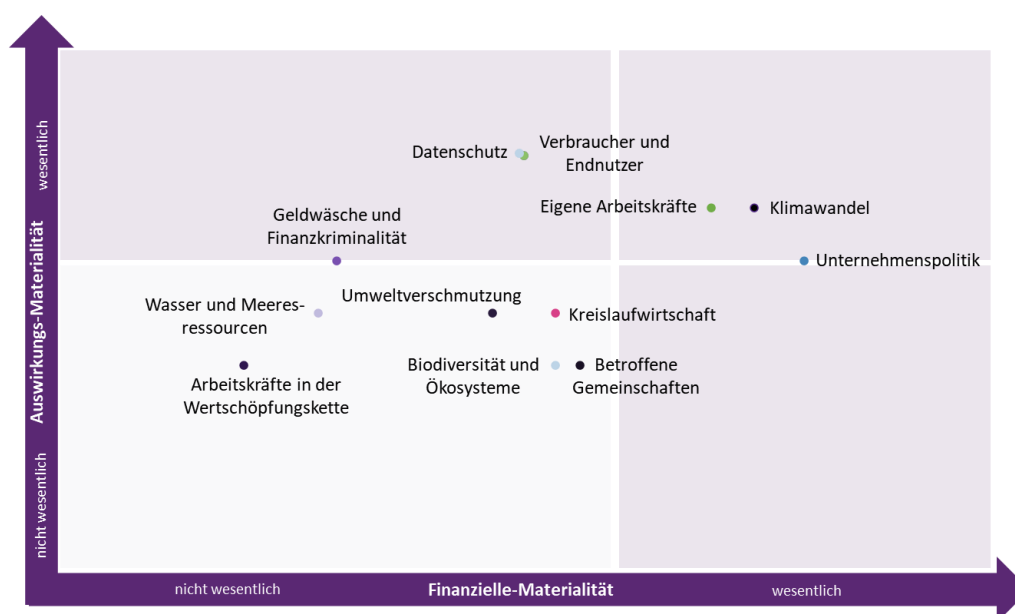 wesentlich
Auswirkungs-Materialität
nicht wesentlich
Datenschutz
Verbraucher und
Endnutzer
Eigene Arbeitskräfte
Klimawandel
Geldwäsche und
Finanzkriminalität
Unternehmenspolitik
Wasser und Meeres-
ressourcen
Umweltverschmutzung
Kreislaufwirtschaft
Arbeitskräfte in der
Wertschöpfungskette
Biodiversität und
Ökosysteme
Betroffene
Gemeinschaften
nicht wesentlich
Finanzielle-Materialität
wesentlich